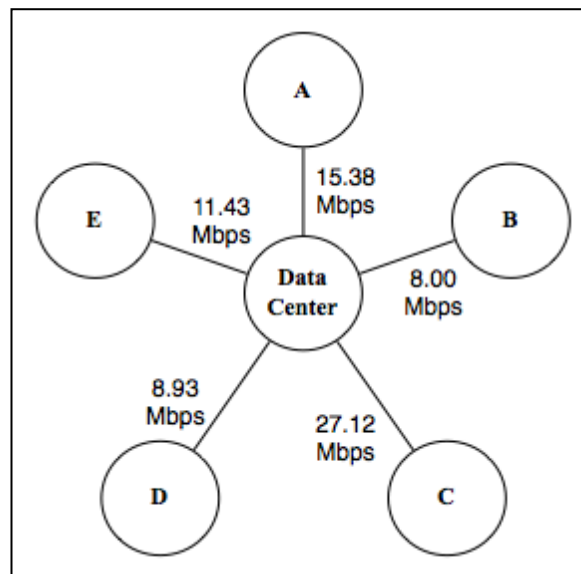 A
15.38
Mbps
11.43
Mbps
E
B
8.00
Mbps
Data
Center
8.93
Mbps
27.12
Mbps
D
C